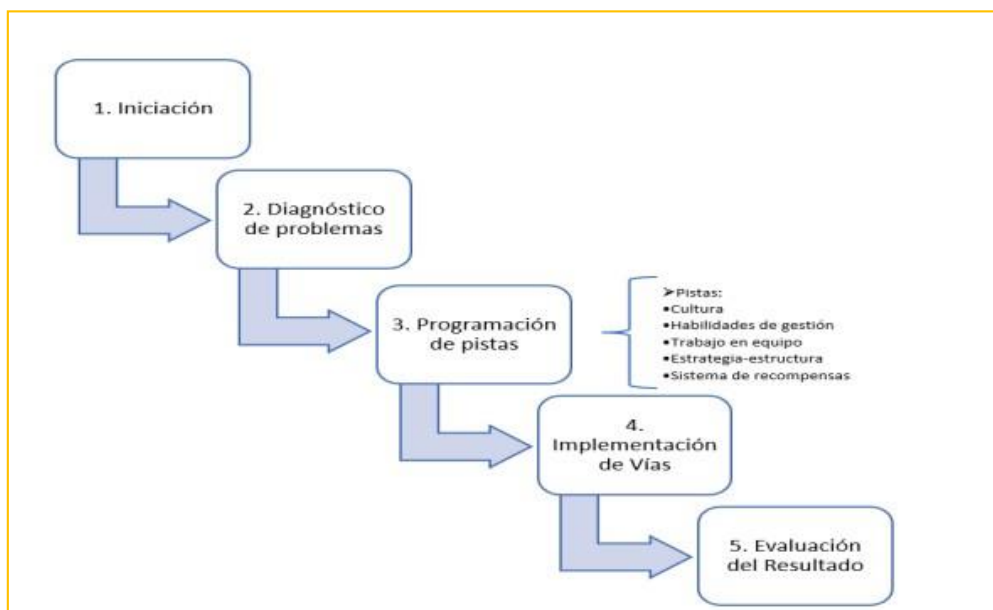 1. Iniciación
2. Diagnóstico
de problemas
3. Programación
de pistas
➢Pistas:
•Cultura
•Habilidades de gestión
•Trabajo en equipo
•Estrategia-estructura
•Sistema de recompensas
4.
Implementación
de Vías
5. Evaluación
del Resultado